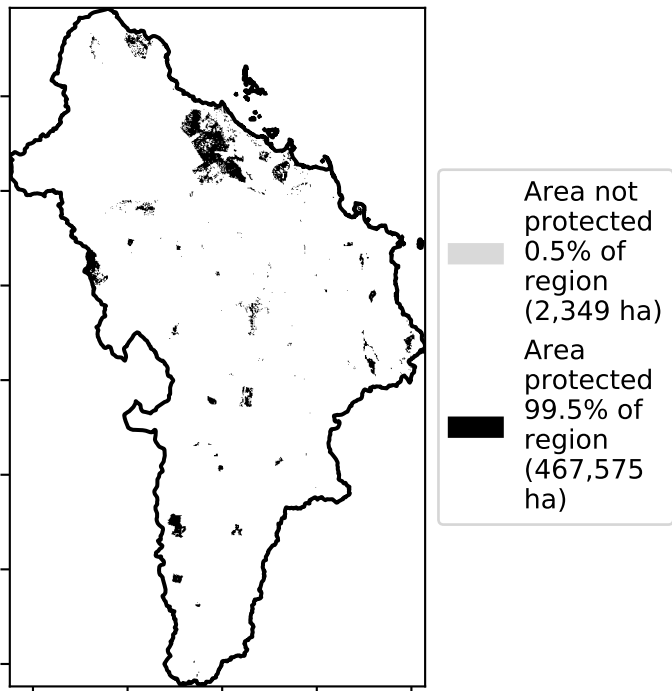 Area not
protected
0.5% of
region
(2,349 ha)
Area
protected
99.5% of
region
(467,575
ha)